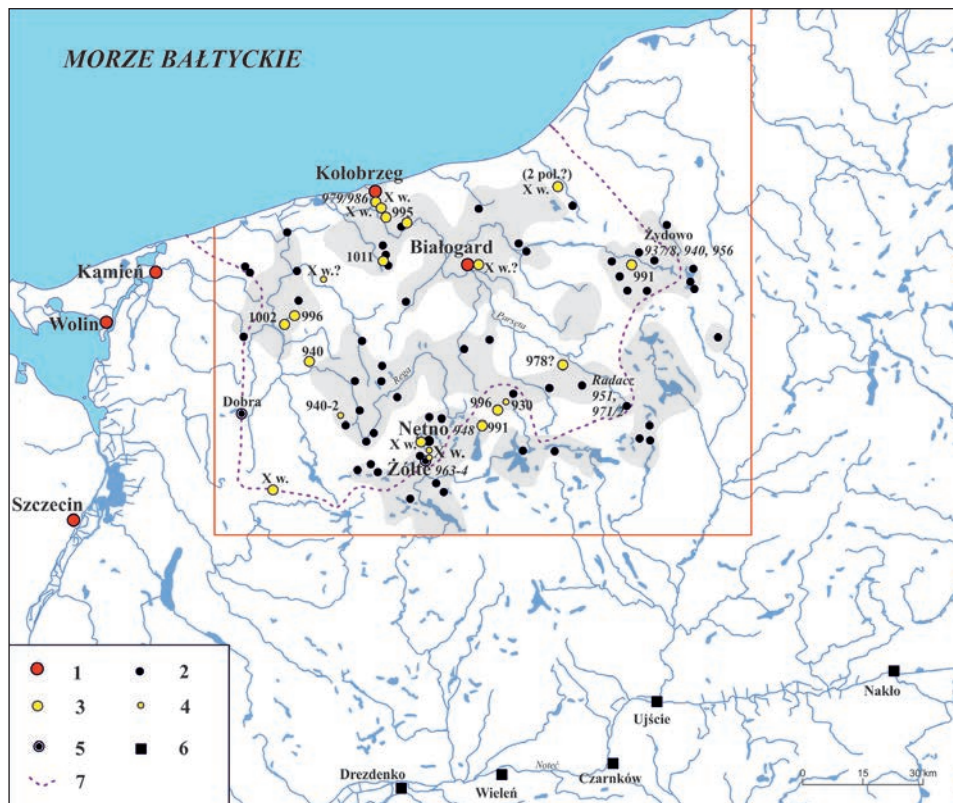 MORZE BAŁTYCKIE
(2 poł.?)
X w.
Kołobrzeg
979/986
X w.
X w.
995
Żydowo
937/8, 940, 956
1011
Białogard
X w.?
991
Kamień
X w.?
Wolin
1002
996
Parsęta
940
978?
Rega
Radacz
951,
971/2
Dobra
940-2
996
930
Netno 948
991
X w.
X w.
Żółte 963-4
X w.
Szczecin
1
2
3
4
5
6
7
Nakło
Ujście
Noteć
Czarnków
Drezdenko
Wieleń
0 15 30 km